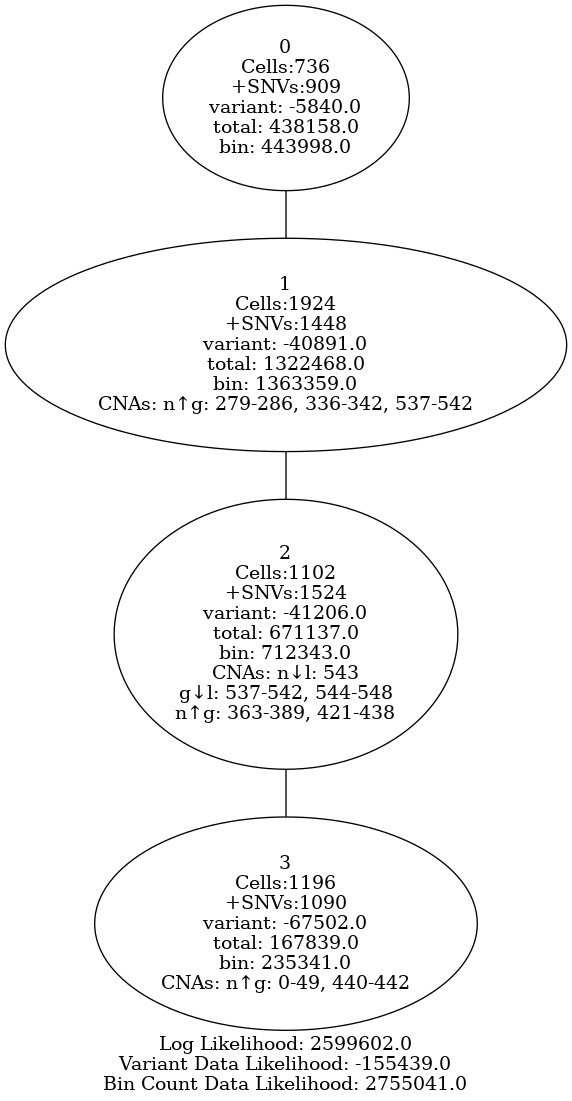 0
Cells:736
+SNVs:909
variant: -5840.0
total: 438158.0
bin: 443998.0
1
Cells:1924
+SNVs:1448
variant: -40891.0
total: 1322468.0
bin: 1363359.0
CNAs: n↑g: 279-286, 336-342, 537-542
2
Cells:1102
+SNVs:1524
variant: -41206.0
total: 671137.0
bin: 712343.0
CNAs: n↓l: 543
g↓l: 537-542, 544-548
n↑g: 363-389, 421-438
3
Cells:1196
+SNVs:1090
variant: -67502.0
total: 167839.0
bin: 235341.0
CNAs: n↑g: 0-49, 440-442
Log Likelihood: 2599602.0
Variant Data Likelihood: -155439.0
Bin Count Data Likelihood: 2755041.0